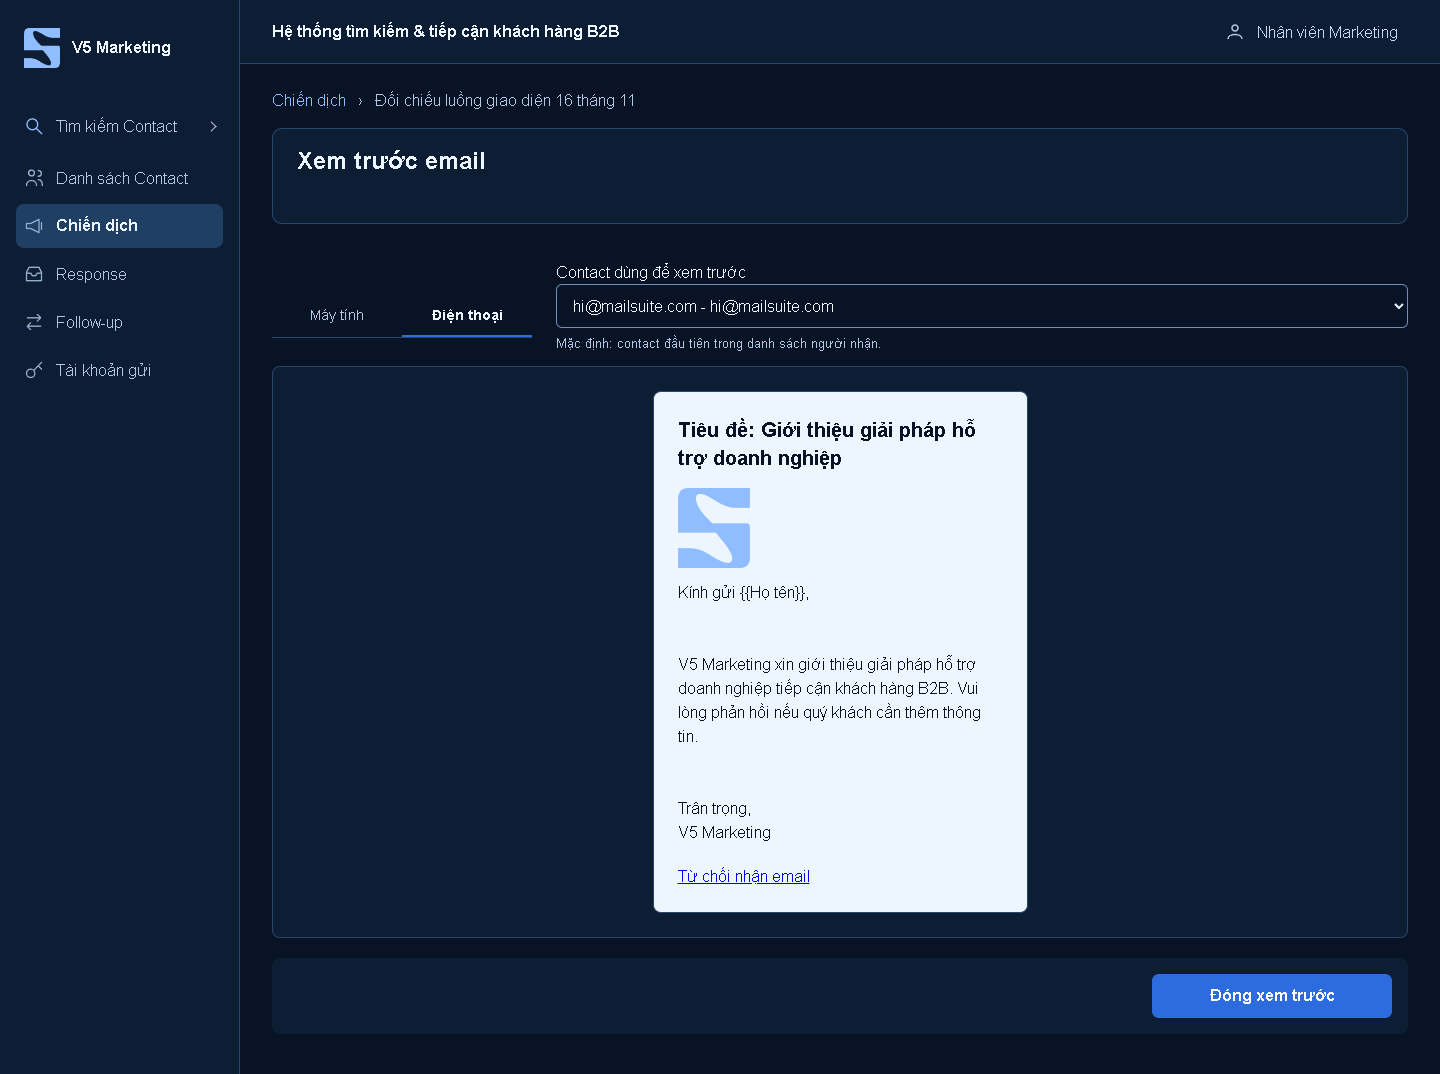 V5 Marketing
Hệ thống tìm kiếm & tiếp cận khách hàng B2B
Nhân viên Marketing
Tìm kiếm Contact
Danh sách Contact
Chiến dịch
Response
Follow-up
Tài khoản gửi
Chiến dịch › Đối chiếu luồng giao diện 16 tháng 11
Xem trước email
Máy tính
Điện thoại
Contact dùng để xem trước
hi@mailsuite.com - hi@mailsuite.com
Mặc định: contact đầu tiên trong danh sách người nhận.
Tiêu đề: Giới thiệu giải pháp hỗ
trợ doanh nghiệp
Kính gửi {{Họ tên}},
V5 Marketing xin giới thiệu giải pháp hỗ trợ
doanh nghiệp tiếp cận khách hàng B2B. Vui
lòng phản hồi nếu quý khách cần thêm thông
tin.
Trân trọng,
V5 Marketing
Từ chối nhận email
Đóng xem trước